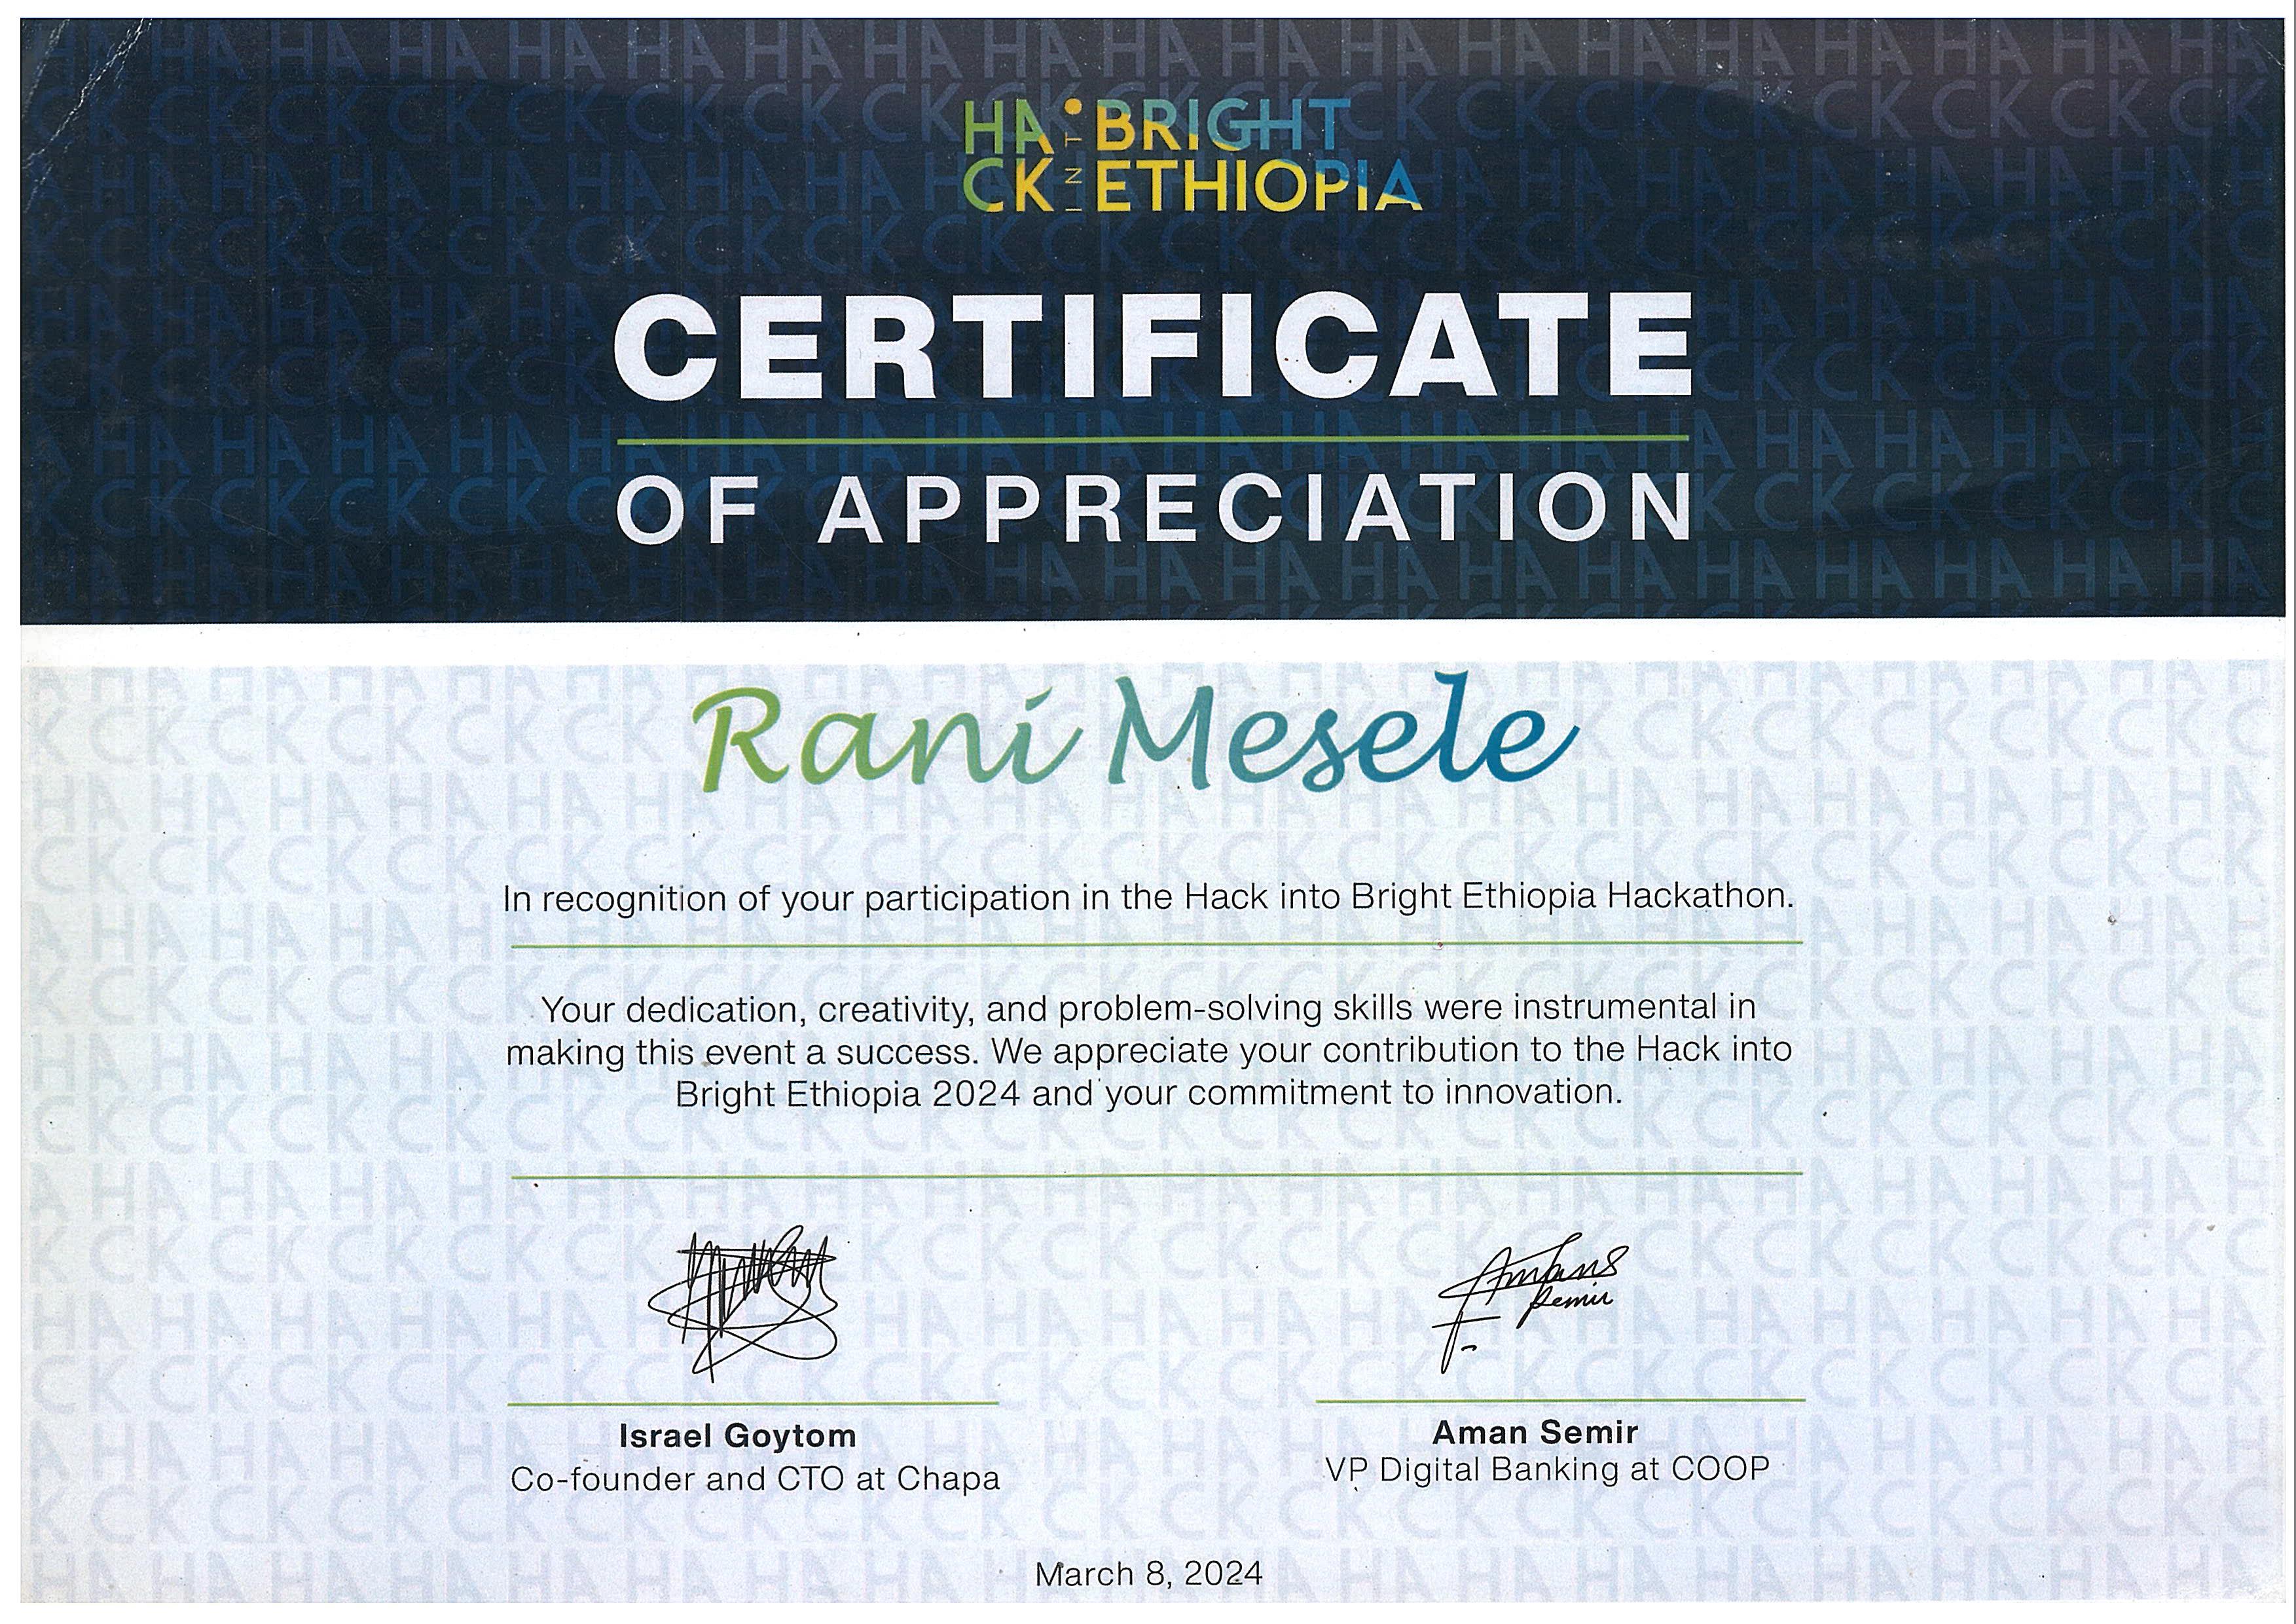 HACK INTO BRIGHT ETHIOPIA
CERTIFICATE
OF APPRECIATION
Rani Mesele
In recognition of your participation in the Hack into Bright Ethiopia Hackathon.
Your dedication, creativity, and problem-solving skills were instrumental in
making this event a success. We appreciate your contribution to the Hack into
Bright Ethiopia 2024 and your commitment to innovation.
Semir
Israel Goytom
Aman Semir
Co-founder and CTO at Chapa
VP Digital Banking at COOP
March 8, 2024